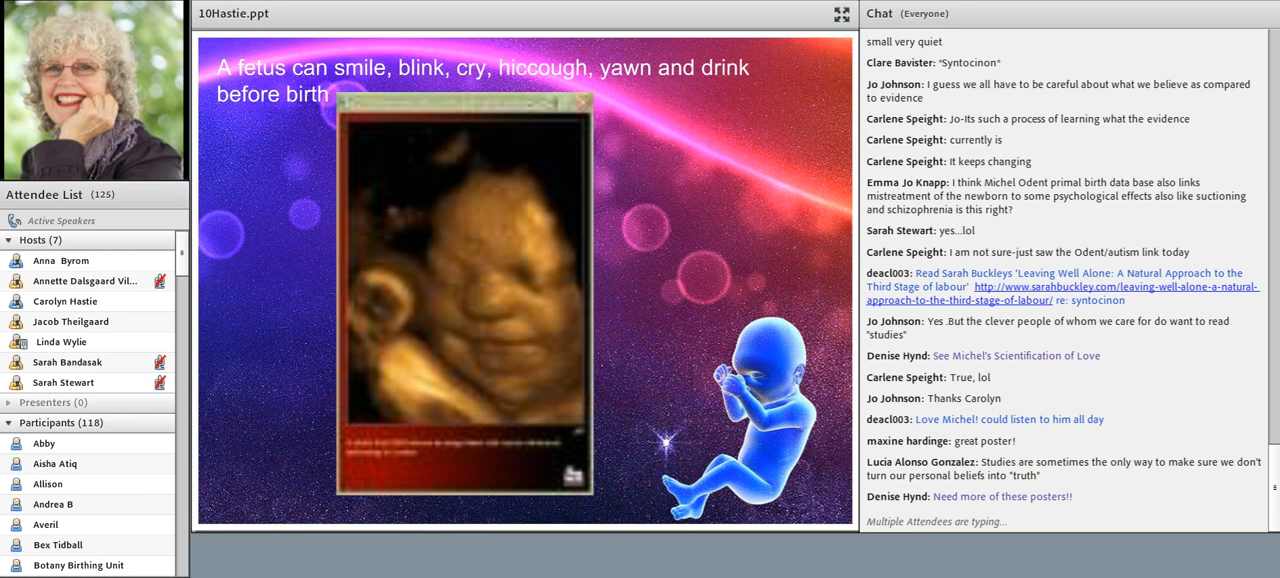 10Hastie.ppt
A fetus can smile, blink, cry, hiccough, yawn and drink
before birth
Attendee List (125)
Active Speakers
Hosts (7)
Anna Byrom
Annette Dalsgaard Vil...
Carolyn Hastie
Jacob Theilgaard
Linda Wylie
Sarah Bandasak
Sarah Stewart
Presenters (0)
Participants (118)
Abby
Aisha Atiq
Allison
Andrea B
Averil
Bex Tidball
Botany Birthing Unit
Chat (Everyone)
small very quiet
Clare Bavister: *Syntocinon*
Jo Johnson: I guess we all have to be careful about what we believe as compared
to evidence
Carlene Speight: Jo-Its such a process of learning what the evidence
Carlene Speight: currently is
Carlene Speight: It keeps changing
Emma Jo Knapp: I think Michel Odent primal birth data base also links
mistreatment of the newborn to some psychological effects also like suctioning
and schizophrenia is this right?
Sarah Stewart: yes...lol
Carlene Speight: I am not sure-just saw the Odent/autism link today
deacl003: Read Sarah Buckleys 'Leaving Well Alone: A Natural Approach to the
Third Stage of labour' http://www.sarahbuckley.com/leaving-well-alone-a-natural-
approach-to-the-third-stage-of-labour/ re: syntocinon
Jo Johnson: Yes .But the clever people of whom we care for do want to read
"studies"
Denise Hynd: See Michel's Scientification of Love
Carlene Speight: True, lol
Jo Johnson: Thanks Carolyn
deacl003: Love Michel! could listen to him all day
maxine hardinge: great poster!
Lucia Alonso Gonzalez: Studies are sometimes the only way to make sure we don't
turn our personal beliefs into "truth"
Denise Hynd: Need more of these posters!!
Multiple Attendees are typing...